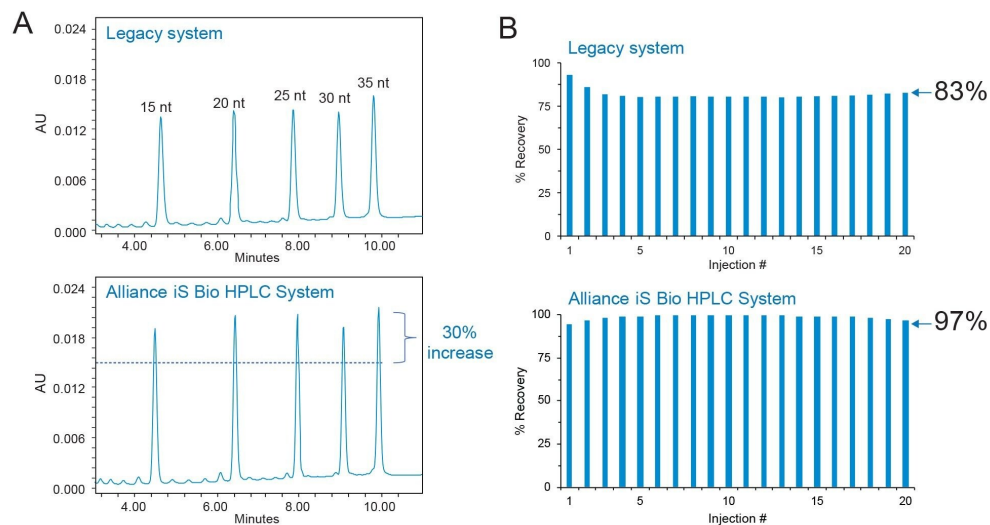 A
Legacy system
0.024
0.018
0.012
0.006
0.000
AU
15 nt
20 nt
25 nt
30 nt
35 nt
4.00
6.00
8.00
10.00
Minutes
Alliance iS Bio HPLC System
0.024
0.018
0.012
0.006
0.000
AU
30%
increase
4.00
6.00
8.00
10.00
Minutes
B
Legacy system
100
75
50
25
0
% Recovery
83%
1
5
10
15
20
Injection #
Alliance iS Bio HPLC System
100
75
50
25
0
% Recovery
97%
1
5
10
15
20
Injection #